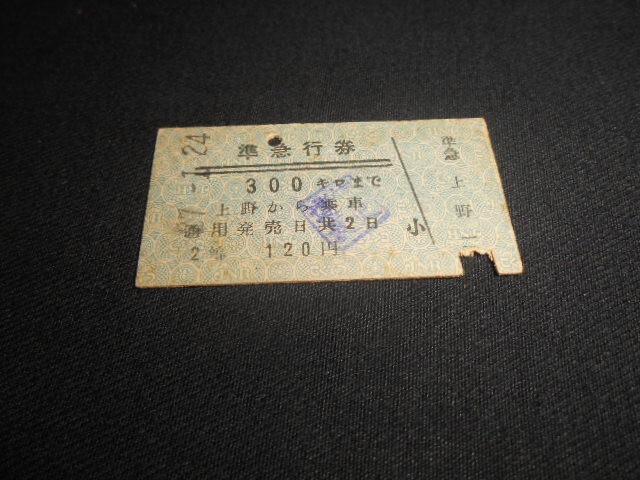 準急行券
300キロまで
上野から乗車
通用発売日共2日
2等 120円
小
準急
上野
24